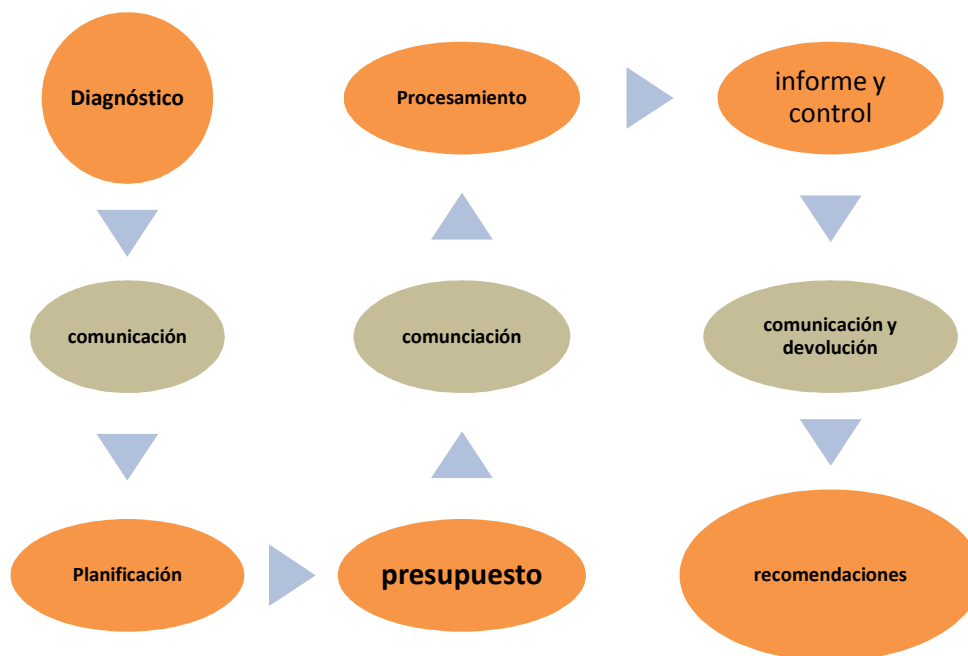 Diagnóstico
comunicación
Planificación
presupuesto
comunciación
Procesamiento
informe y
control
comunicación y
devolución
recomendaciones